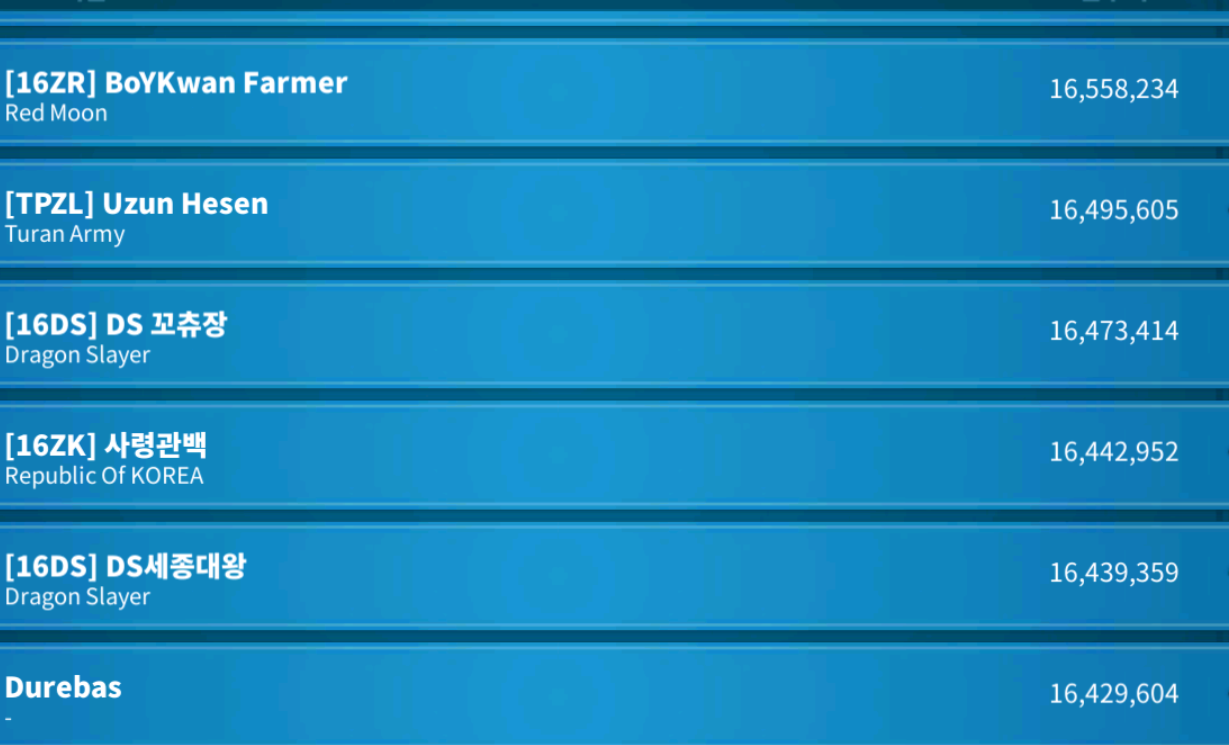 [16ZR] BoYKwan Farmer
Red Moon
16,558,234
[TPZL] Uzun Hesen
Turan Army
16,495,605
[16DS] DS 꼬츄장
Dragon Slayer
16,473,414
[16ZK] 사령관백
Republic Of KOREA
16,442,952
[16DS] DS세종대왕
Dragon Slayer
16,439,359
Durebas
-
16,429,604